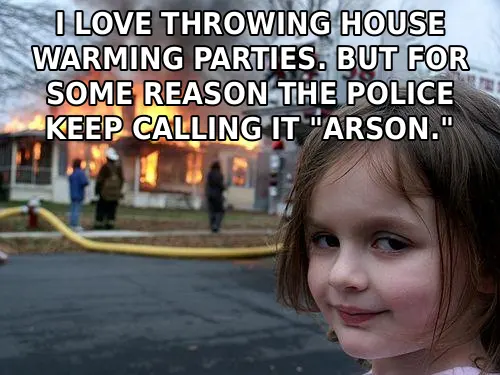 I LOVE THROWING HOUSE
WARMING PARTIES. BUT FOR
SOME REASON THE POLICE
KEEP CALLING IT "ARSON."